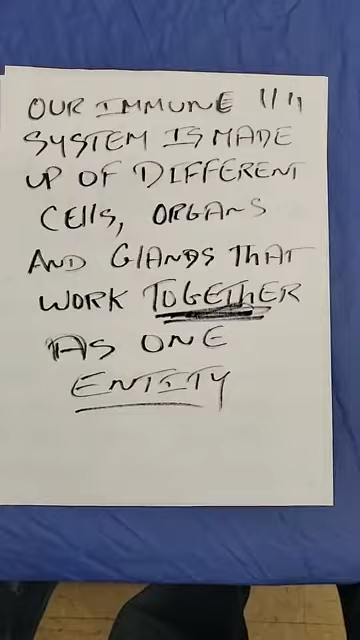 OUR IMMUNE
SYSTEM IS MADE
UP OF DIFFERENT
CELLS, ORGANS
AND GLANDS THAT
WORK TOGETHER
AS ONE
ENTITY